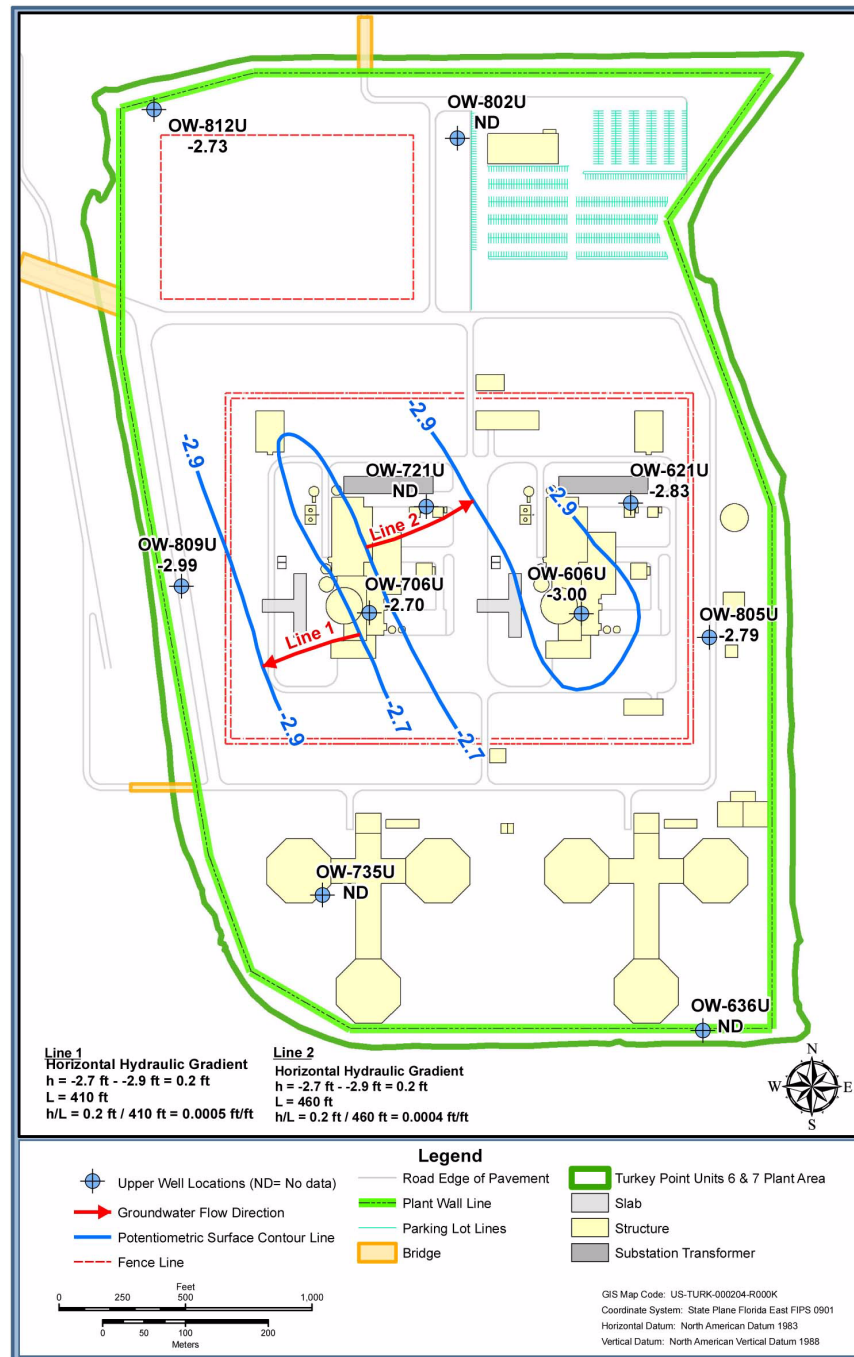 OW-812U
-2.73
OW-802U
ND
-2.9
-2.9
OW-721U
ND
OW-621U
-2.83
-2.9
Line 2
OW-809U
-2.99
OW-706U
-2.70
OW-606U
-3.00
OW-805U
-2.79
Line 1
-2.9
-2.7
-2.7
OW-735U
ND
OW-636U
ND
Line 1
Horizontal Hydraulic Gradient
h = -2.7 ft - -2.9 ft = 0.2 ft
L = 410 ft
h/L = 0.2 ft / 410 ft = 0.0005 ft/ft
Line 2
Horizontal Hydraulic Gradient
h = -2.7 ft - -2.9 ft = 0.2 ft
L = 460 ft
h/L = 0.2 ft / 460 ft = 0.0004 ft/ft
N
W
E
S
Legend
Upper Well Locations (ND= No data)
Groundwater Flow Direction
Potentiometric Surface Contour Line
Fence Line
Road Edge of Pavement
Plant Wall Line
Parking Lot Lines
Bridge
Turkey Point Units 6 & 7 Plant Area
Slab
Structure
Substation Transformer
Feet
0 250 500 1,000
0 50 100 200
Meters
GIS Map Code: US-TURK-000204-R000K
Coordinate System: State Plane Florida East FIPS 0901
Horizontal Datum: North American Datum 1983
Vertical Datum: North American Vertical Datum 1988